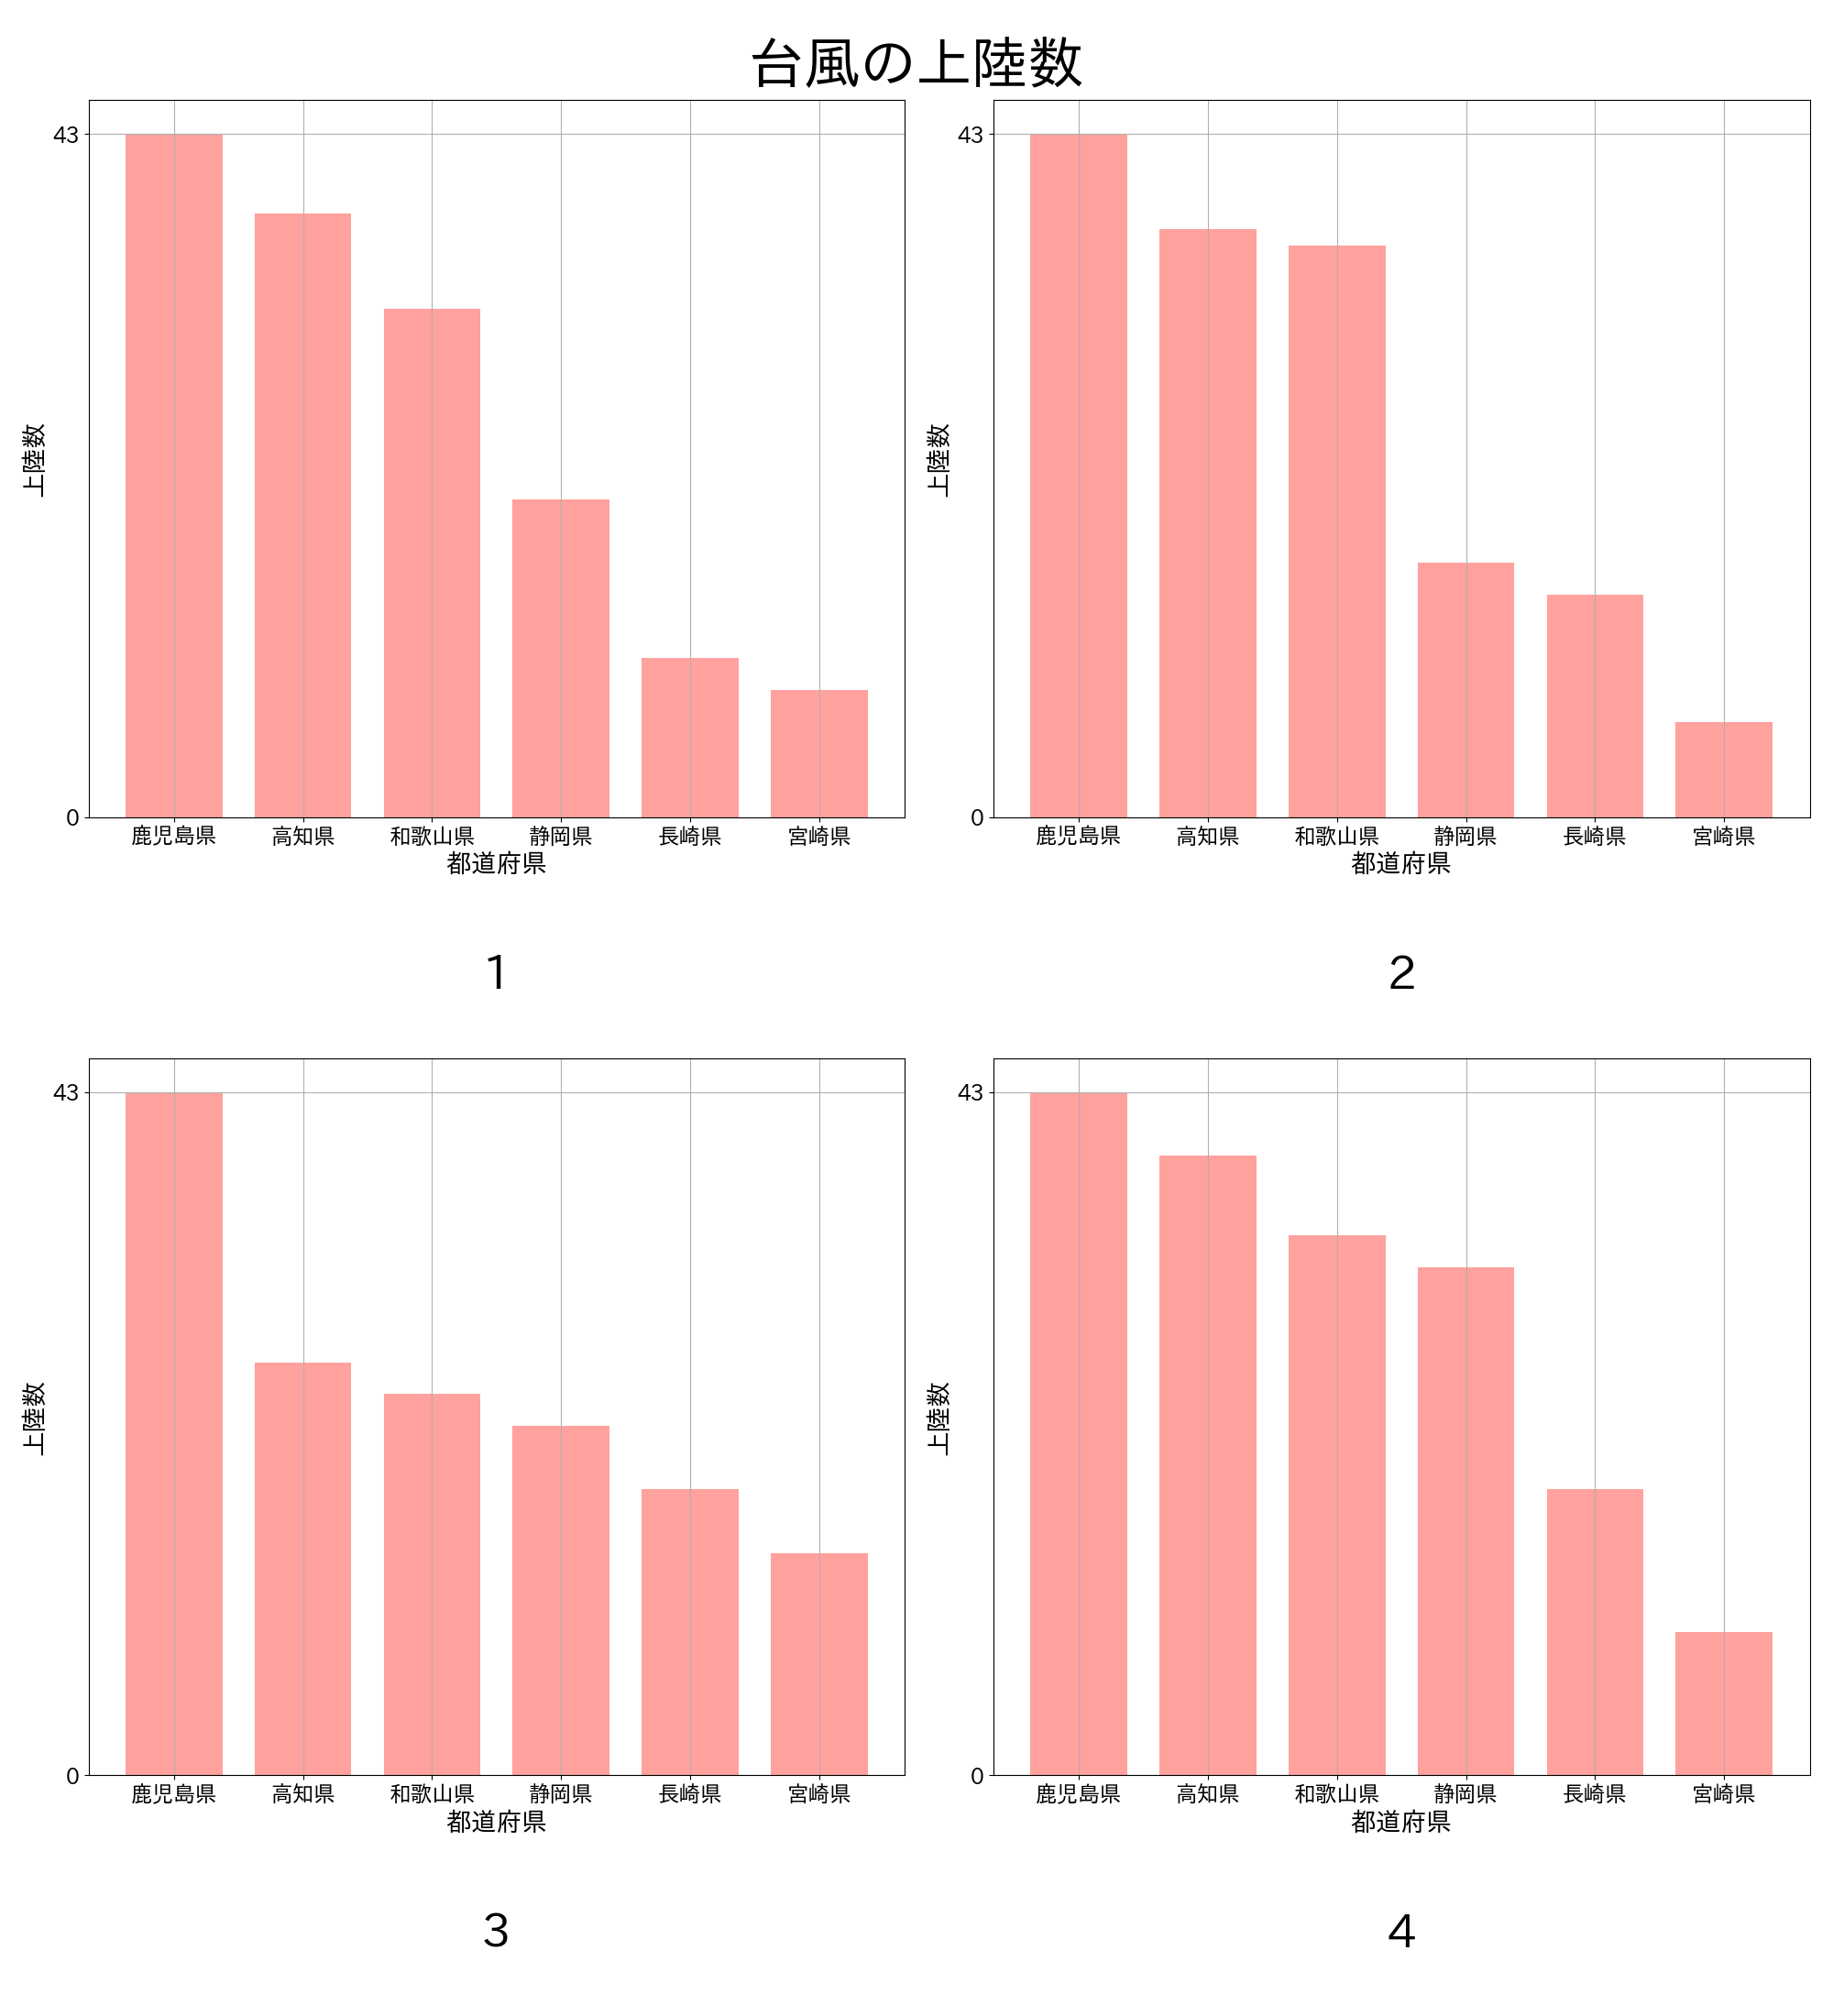 台風の上陸数
43
0
上陸数
鹿児島県 高知県 和歌山県 静岡県 長崎県 宮崎県
都道府県
1
43
0
上陸数
鹿児島県 高知県 和歌山県 静岡県 長崎県 宮崎県
都道府県
2
43
0
上陸数
鹿児島県 高知県 和歌山県 静岡県 長崎県 宮崎県
都道府県
3
43
0
上陸数
鹿児島県 高知県 和歌山県 静岡県 長崎県 宮崎県
都道府県
4